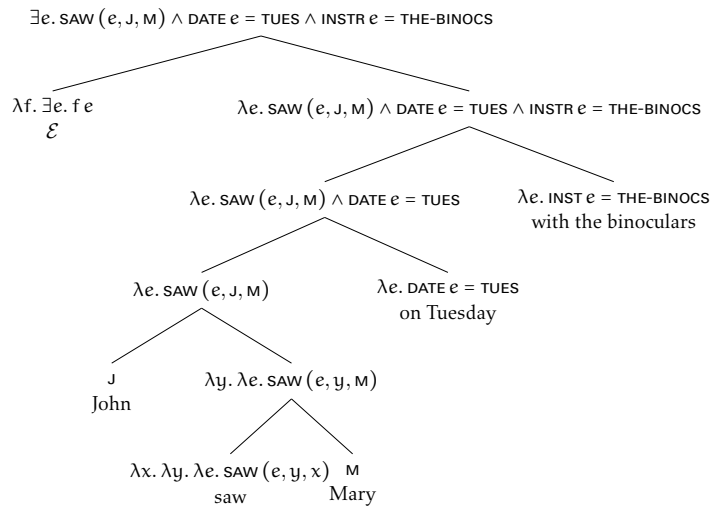 ∃e. SAW (e, J, M) ∧ DATE e = TUES ∧ INSTR e = THE-BINOCS
λf. ∃e. f e
ℰ
λe. SAW (e, J, M) ∧ DATE e = TUES ∧ INSTR e = THE-BINOCS
λe. SAW (e, J, M) ∧ DATE e = TUES
λe. INST e = THE-BINOCS
with the binoculars
λe. SAW (e, J, M)
λe. DATE e = TUES
on Tuesday
J
John
λy. λe. SAW (e, y, M)
λx. λy. λe. SAW (e, y, x)
saw
M
Mary